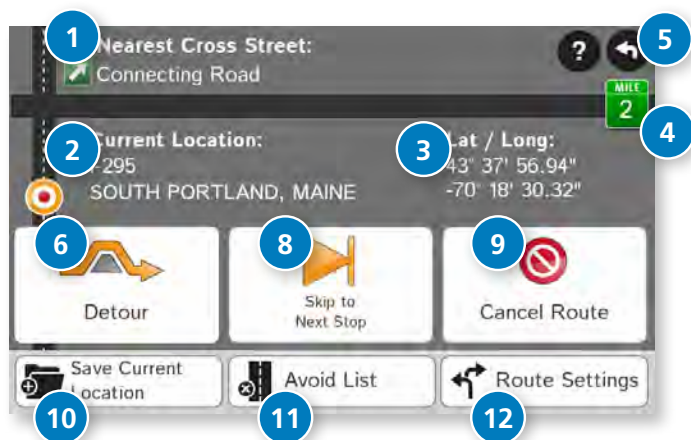 1
Nearest Cross Street:
Connecting Road
?
5
MILE
2
4
2
Current Location:
I-295
SOUTH PORTLAND, MAINE
3
Lat / Long:
43° 37' 56.94"
-70° 18' 30.32"
6
Detour
8
Skip to
Next Stop
9
Cancel Route
Save Current
Location
10
Avoid List
11
Route Settings
12